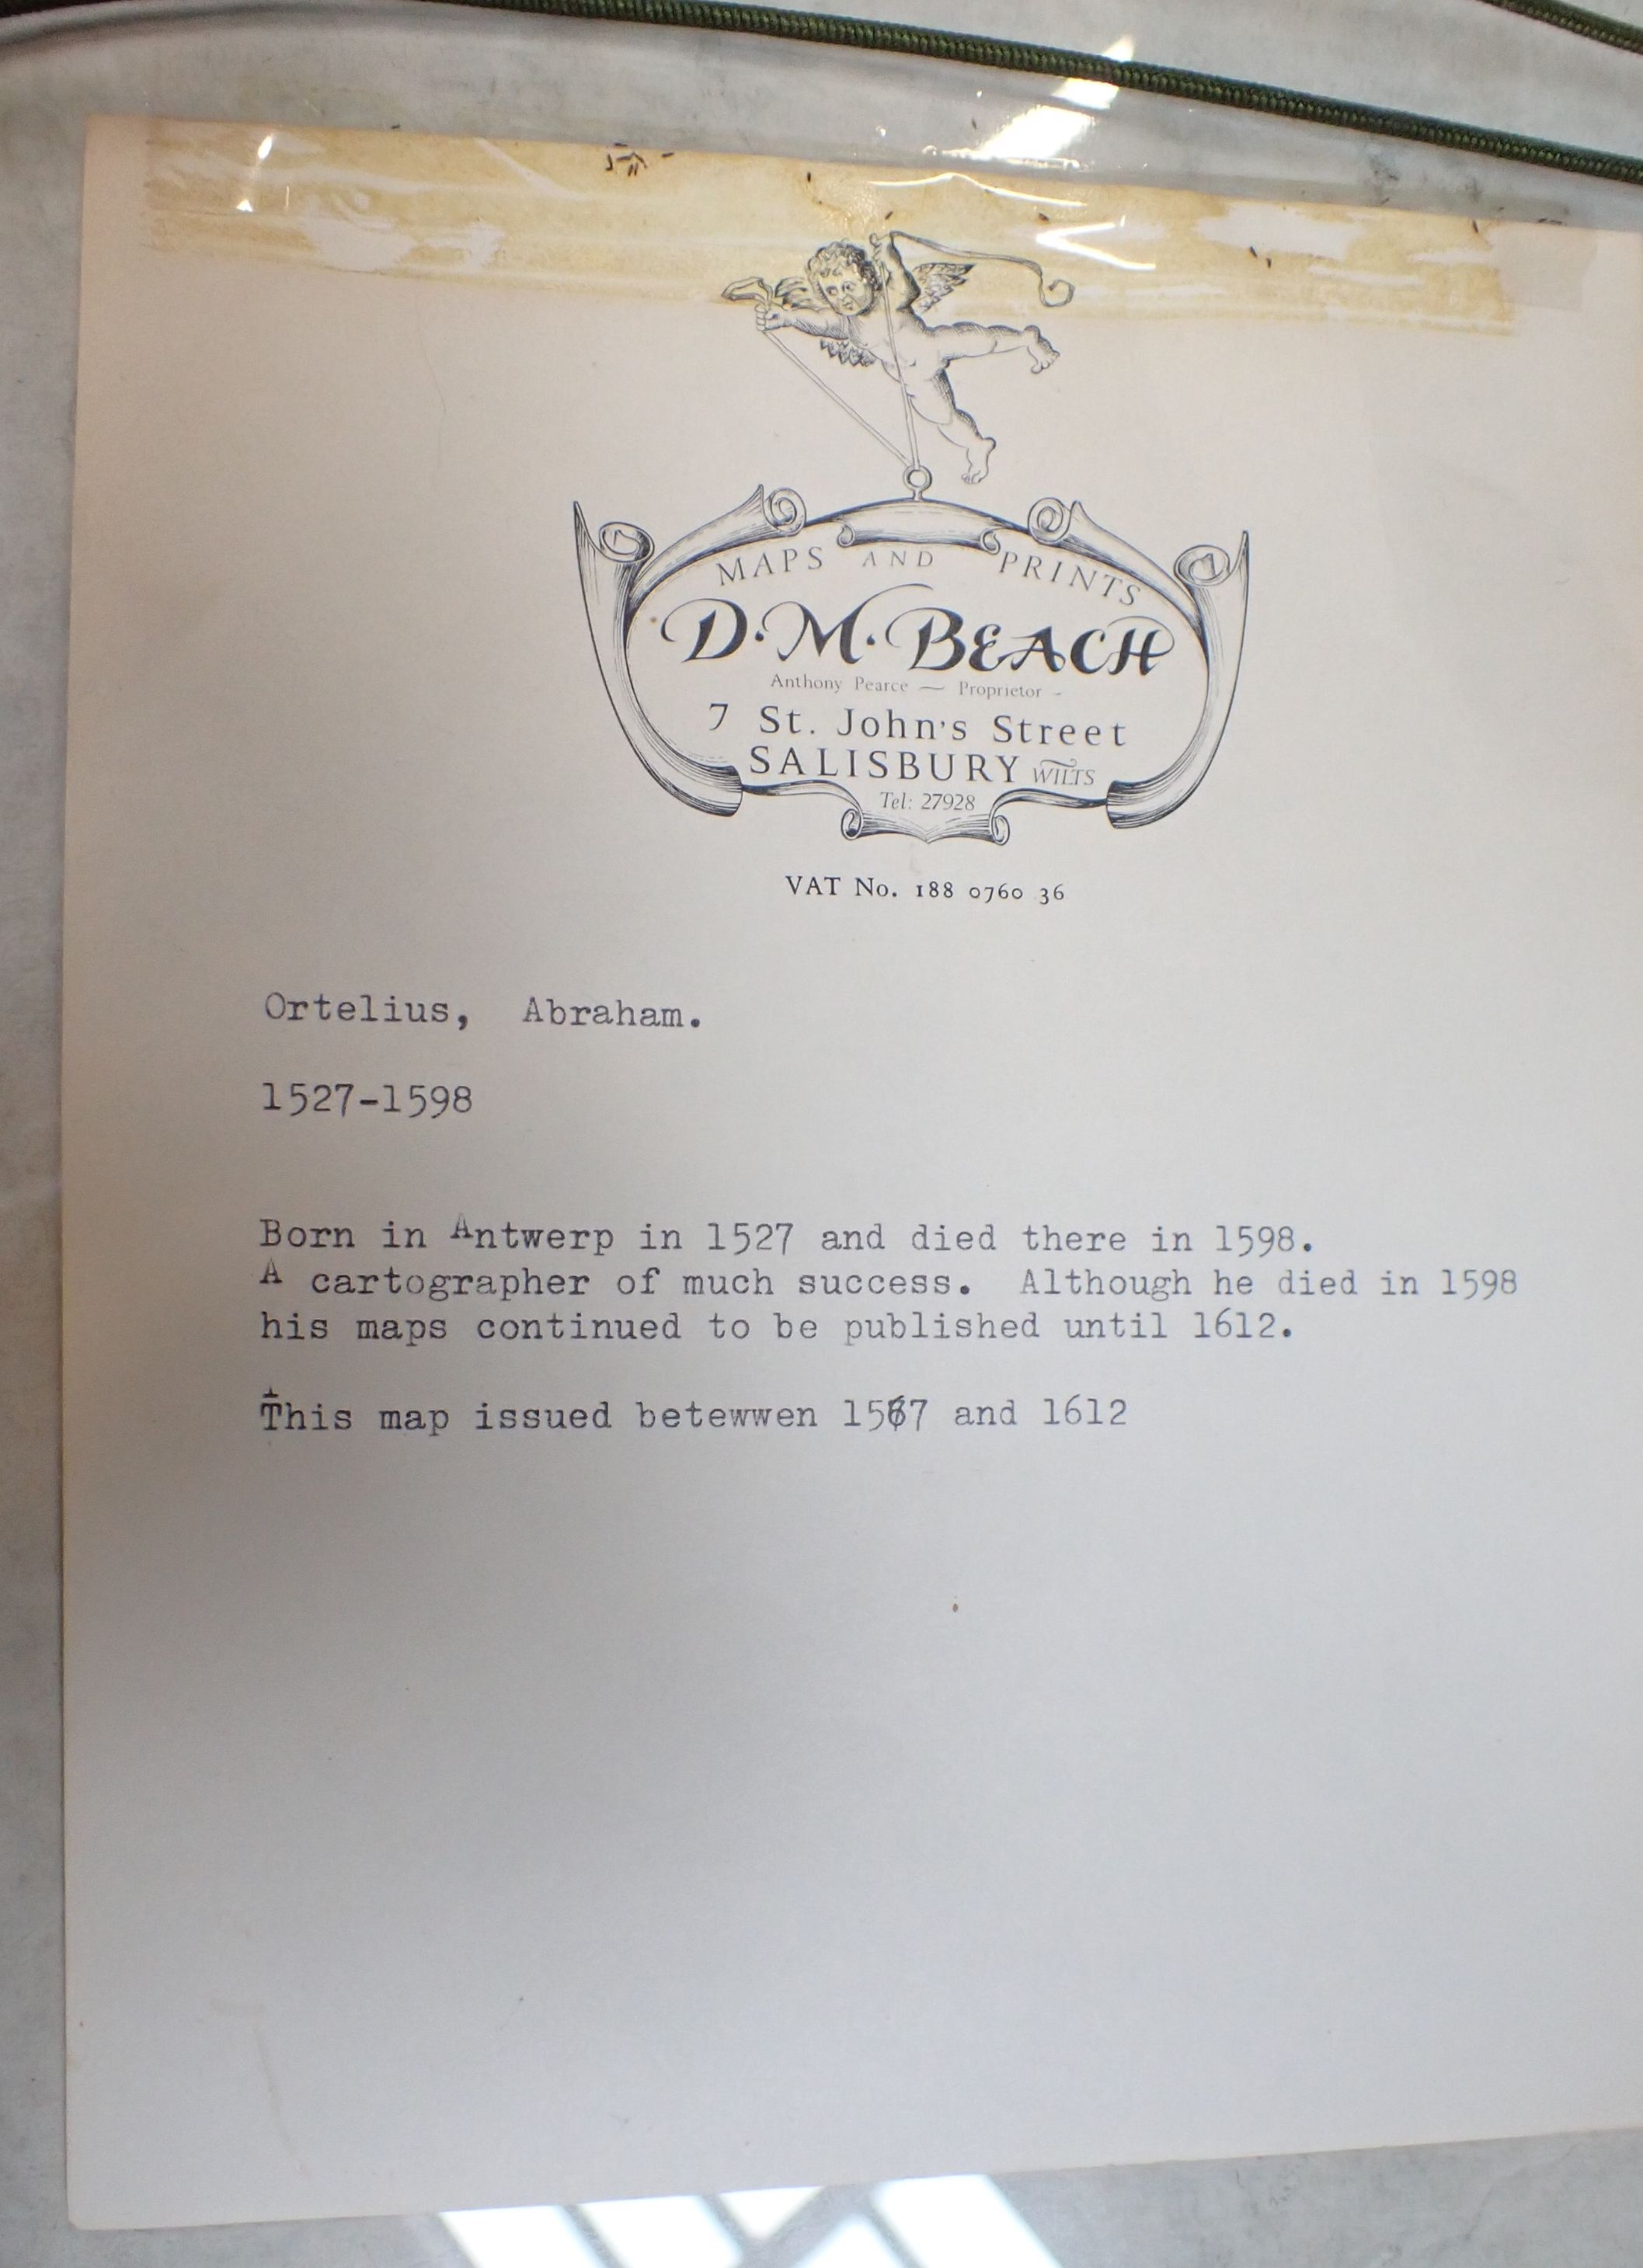 MAPS AND PRINTS
D·M·BEACH
Anthony Pearce — Proprietor -
7 St. John's Street
SALISBURY WILTS
Tel: 27928
VAT No. 188 0760 36
Ortelius, Abraham.
1527-1598
Born in Antwerp in 1527 and died there in 1598.
A cartographer of much success. Although he died in 1598
his maps continued to be published until 1612.
This map issued betewwen and 1612